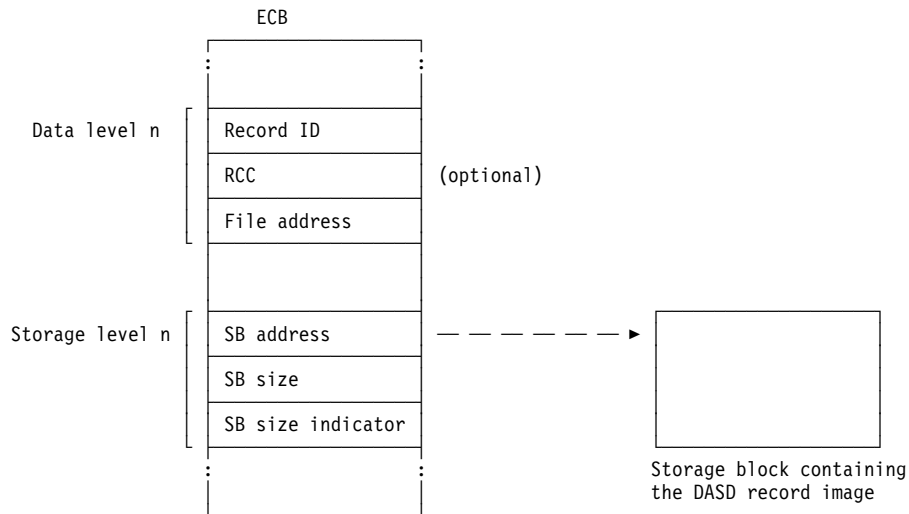 ECB
Data level n
Record ID
RCC
(optional)
File address
Storage level n
SB address
SB size
SB size indicator
Storage block containing
the DASD record image